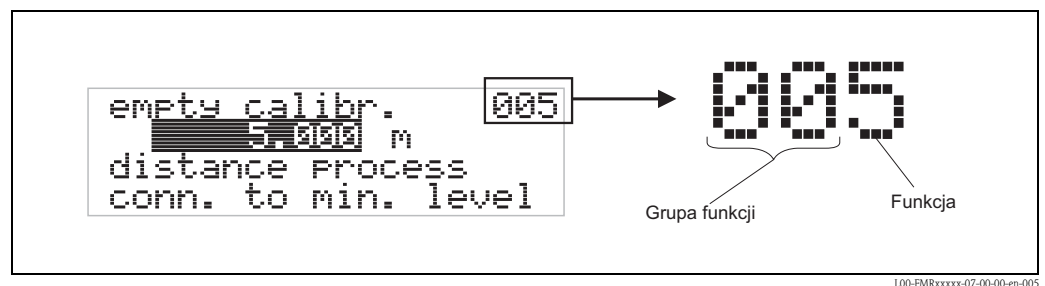 empty calibr. 005
5.000 m
distance process
conn. to min. level
005
Grupa funkcji
Funkcja
L00-FMRxxxxx-07-00-00-en-005